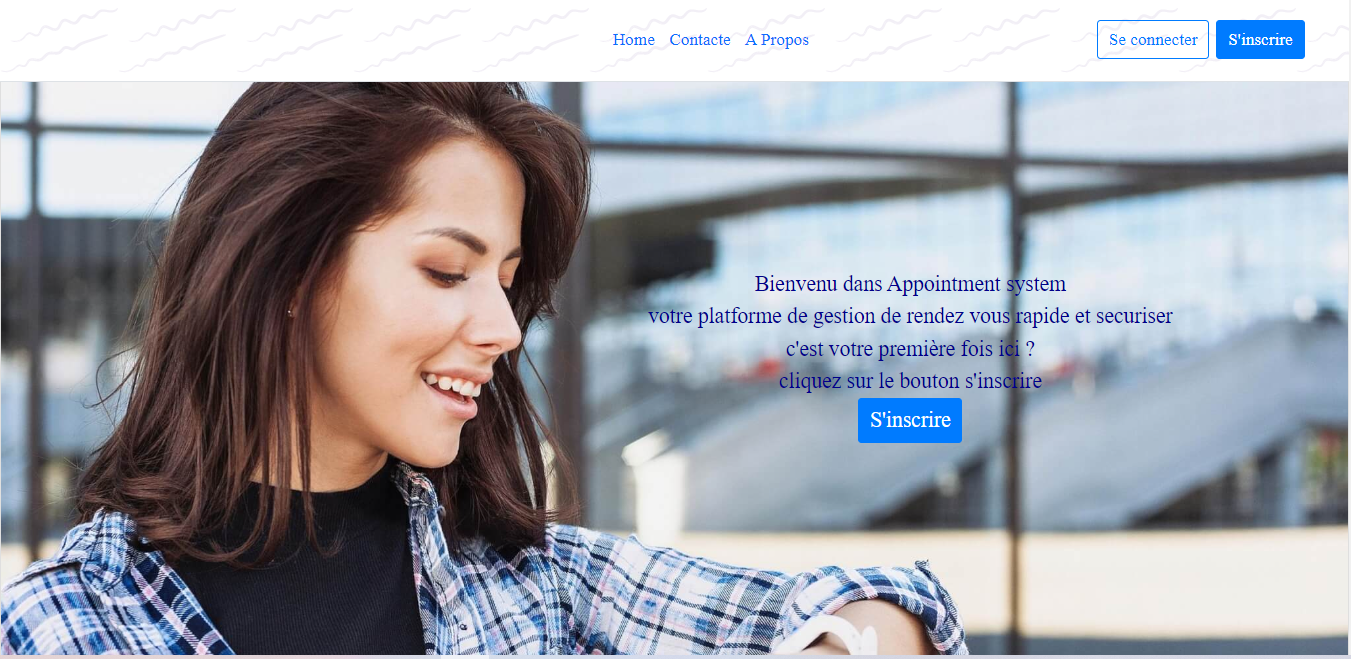 Home Contacte A Propos Se connecter S'inscrire
Bienvenu dans Appointment system
votre platforme de gestion de rendez vous rapide et securiser
c'est votre première fois ici ?
cliquez sur le bouton s'inscrire
S'inscrire